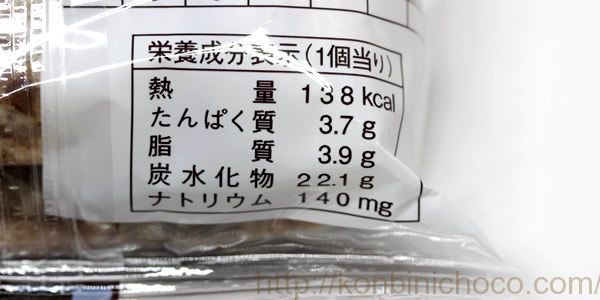 栄養成分表示(1個当り)
熱量 138 kcal
たんぱく質 3.7 g
脂質 3.9 g
炭水化物 22.1 g
ナトリウム 140 mg
http://konbinichoco.com/